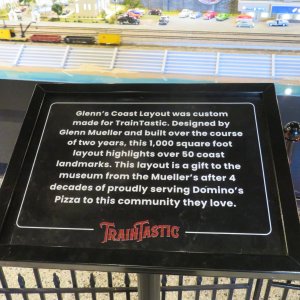 Glenn's Coast Layout was custom
made for TrainTastic. Designed by
Glenn Mueller and built over the course
of two years, this 1,000 square foot
layout highlights over 50 coast
landmarks. This layout is a gift to the
museum from the Mueller's after 4
decades of proudly serving Domino's
Pizza to this community they love.
TRAINTASTIC